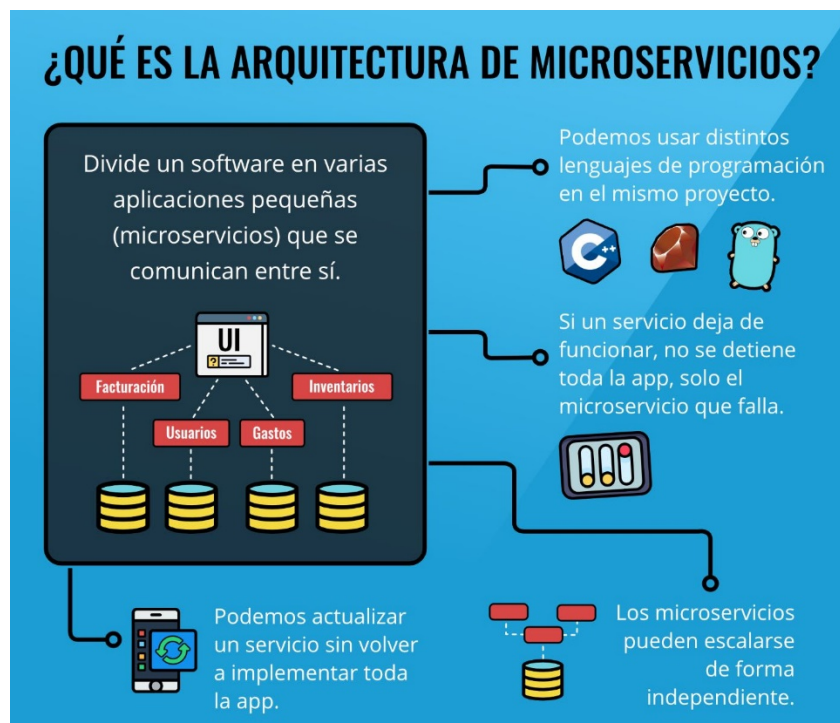 ¿QUÉ ES LA ARQUITECTURA DE MICROSERVICIOS?
Divide un software en varias
aplicaciones pequeñas
(microservicios) que se
comunican entre sí.
UI
?
Facturación
Inventarios
Usuarios
Gastos
Podemos usar distintos
lenguajes de programación
en el mismo proyecto.
C++
Si un servicio deja de
funcionar, no se detiene
toda la app, solo el
microservicio que falla.
Podemos actualizar
un servicio sin volver
a implementar toda
la app.
Los microservicios
pueden escalarse
de forma
independiente.